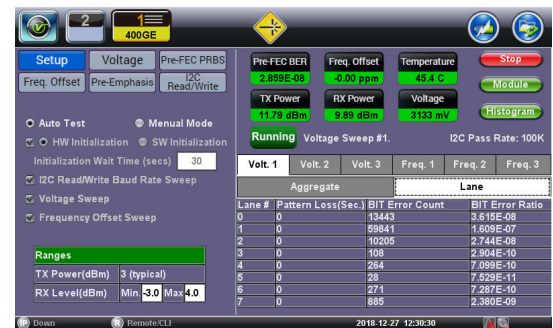 2
1
400GE
Setup Voltage Pre-FEC PRBS
Freq. Offset Pre-Emphasis I2C Read/Write
Auto Test Menual Mode
HW Initialization SW Initialization
Initialization Wait Time (secs) 30
I2C Read/Write Baud Rate Sweep
Voltage Sweep
Frequency Offset Sweep
Ranges
TX Power(dBm) 3 (typical)
RX Level(dBm) Min. -3.0 Max 4.0
Pre-FEC BER Freq. Offset Temperature Stop
2.859E-08 -0.00 ppm 45.4 C
Module
TX Power RX Power Voltage
11.79 dBm 9.89 dBm 3133 mV
Histogram
Running Voltage Sweep #1. I2C Pass Rate: 100K
Volt. 1 Volt. 2 Volt. 3 Freq. 1 Freq. 2 Freq. 3
Aggregate Lane
Lane # Pattern Loss(Sec.) BIT Error Count BIT Error Ratio
0 0 13443 3.615E-08
1 0 59841 1.609E-07
2 0 10205 2.744E-08
3 0 108 2.904E-10
4 0 264 7.099E-10
5 0 28 7.529E-11
6 0 271 7.287E-10
7 0 885 2.380E-09
P Down R Remote/CLI 2018-12-27 12:30:30